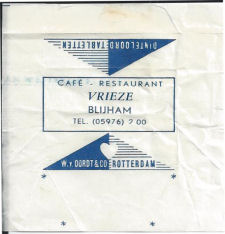 DINTELOORD TABLETTEN
CAFÉ - RESTAURANT
VRIEZE
BLIJHAM
TEL. (05976) 2 00
W. v OORDT & CO ROTTERDAM